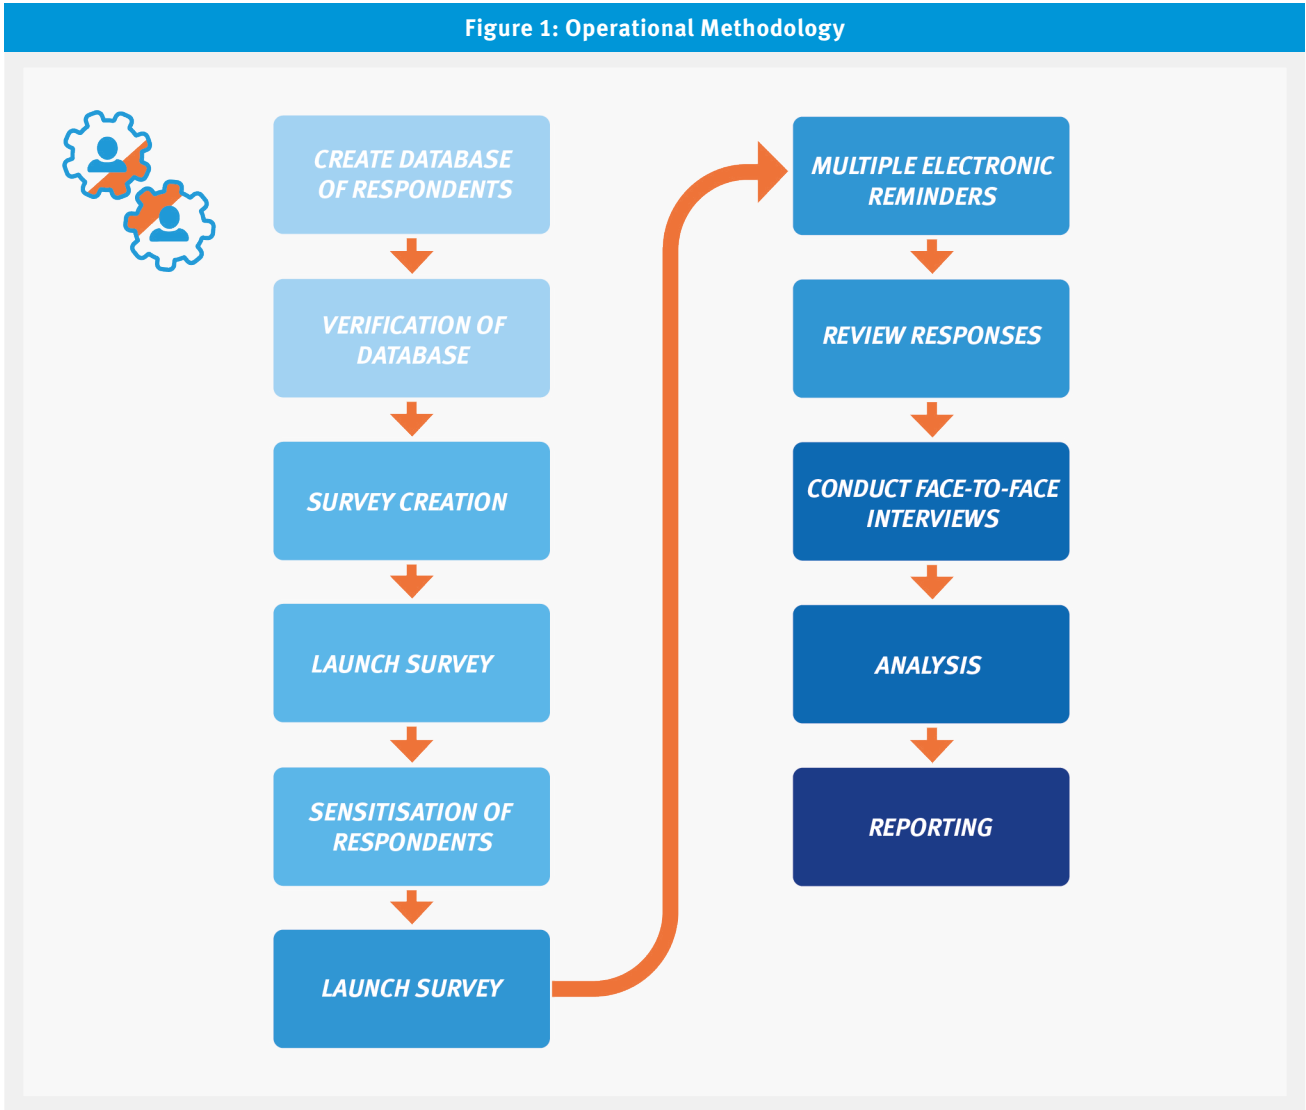 Figure 1: Operational Methodology
CREATE DATABASE
OF RESPONDENTS
VERIFICATION OF
DATABASE
SURVEY CREATION
LAUNCH SURVEY
SENSITISATION OF
RESPONDENTS
LAUNCH SURVEY
MULTIPLE ELECTRONIC
REMINDERS
REVIEW RESPONSES
CONDUCT FACE-TO-FACE
INTERVIEWS
ANALYSIS
REPORTING